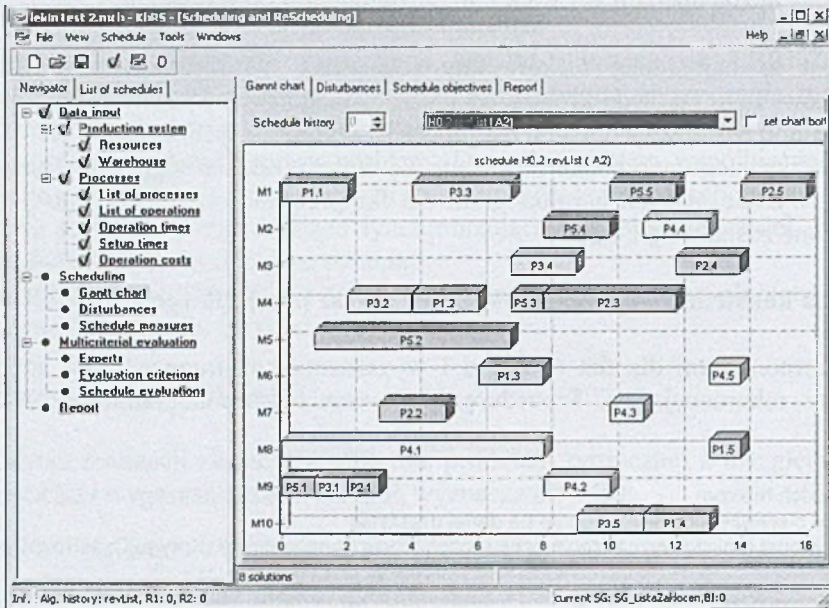 lekin test 2.nu b - KbRS - [Scheduling and ReScheduling]
File View Schedule Tools Windows Help
Navigator List of schedules
Gannt chart Disturbances Schedule objectives Report
Data input
Production system
Resources
Warehouse
Processes
List of processes
List of operations
Operation times
Setup times
Operation costs
Scheduling
Gantt chart
Disturbances
Schedule measures
Multicriterial evaluation
Experts
Evaluation criterions
Schedule evaluations
Report
Schedule history 0 set chart bott
schedule H0.2 revList ( A2)
M1 P1.1 P3.3 P5.5 P2.5
M2 P5.4 P4.4
M3 P3.4 P2.4
M4 P3.2 P1.2 P5.3 P2.3
M5 P5.2
M6 P1.3 P4.5
M7 P2.2 P4.3
M8 P4.1 P1.5
M9 P5.1 P3.1 P2.1 P4.2
M10 P3.5 P1.4
0 2 4 6 8 10 12 14 16
8 solutions
Inf. Alg. history: revList, R1: 0, R2: 0 current SG: SG_ListaZaHocen,BI:0